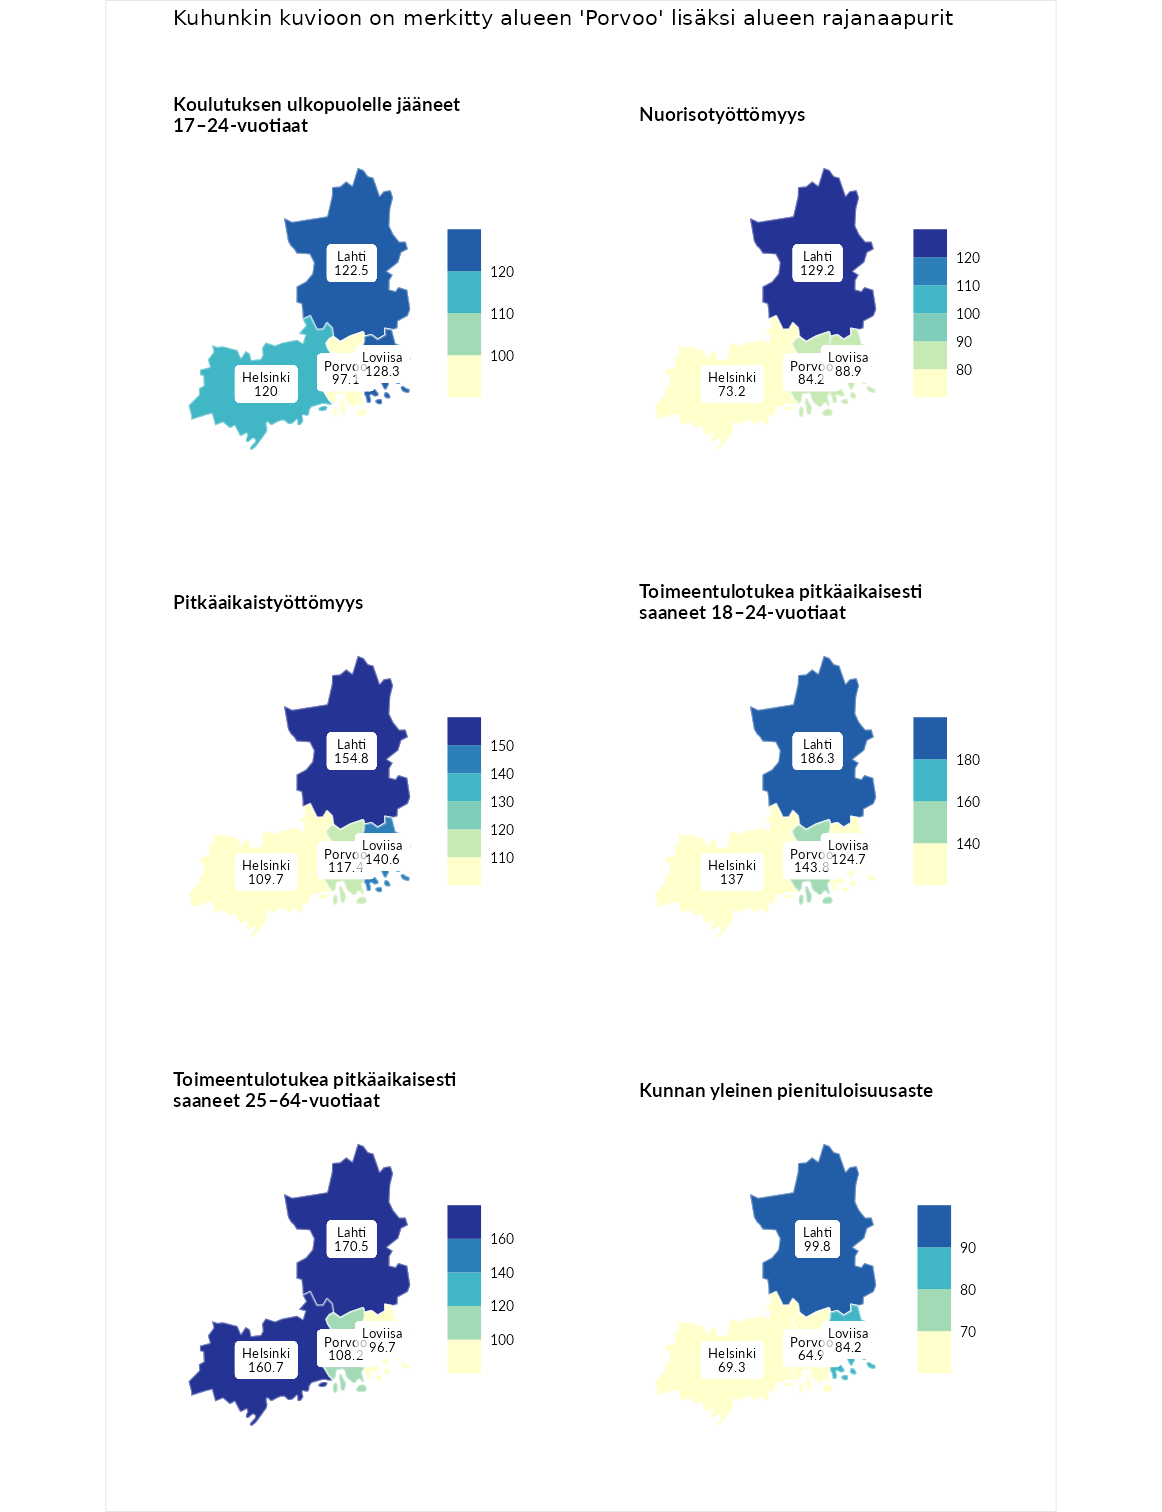 Kuhunkin kuvioon on merkitty alueen 'Porvoo' lisäksi alueen rajanaapurit
Koulutuksen ulkopuolelle jääneet
17–24-vuotiaat
Lahti
122.5
Helsinki
120
Porvoo
97.1
Loviisa
128.3
120
110
100
Nuorisotyöttömyys
Lahti
129.2
Helsinki
73.2
Porvoo
84.2
Loviisa
88.9
120
110
100
90
80
Pitkäaikaistyöttömyys
Lahti
154.8
Helsinki
109.7
Porvoo
117.4
Loviisa
140.6
150
140
130
120
110
Toimeentulotukea pitkäaikaisesti
saaneet 18–24-vuotiaat
Lahti
186.3
Helsinki
137
Porvoo
143.8
Loviisa
124.7
180
160
140
Toimeentulotukea pitkäaikaisesti
saaneet 25–64-vuotiaat
Lahti
170.5
Helsinki
160.7
Porvoo
108.2
Loviisa
96.7
160
140
120
100
Kunnan yleinen pienituloisuusaste
Lahti
99.8
Helsinki
69.3
Porvoo
64.9
Loviisa
84.2
90
80
70